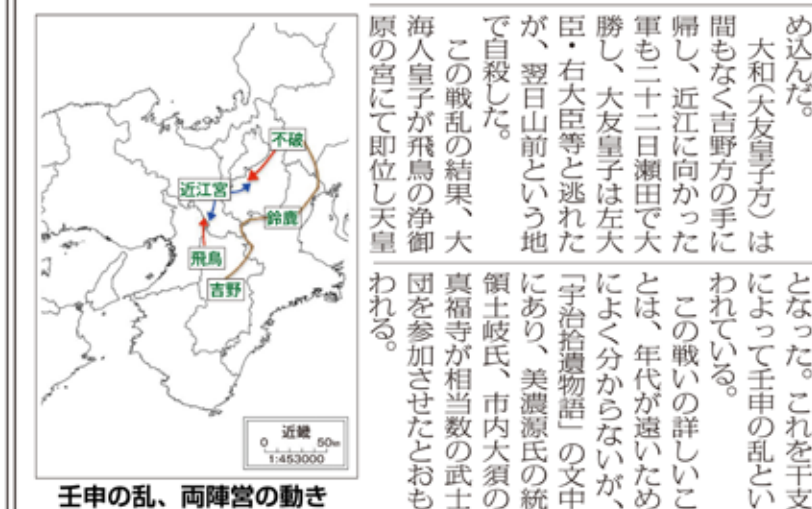 め込んだ。
大和(大友皇子方)は
間もなく吉野方の手に
帰し、近江に向かった
軍も二十二日瀬田で大
勝し、大友皇子は左大
臣・右大臣等と逃れた
が、翌日山前という地
で自殺した。
この戦乱の結果、大
海人皇子が飛鳥の浄御
原の宮にて即位し天皇
となった。これを干支
によって壬申の乱とい
われている。
この戦いの詳しいこ
とは、年代が遠いため
によく分からないが、
「宇治拾遺物語」の文中
にあり、美濃源氏の統
領土岐氏、市内大須の
真福寺が相当数の武士
団を参加させたとおも
われる。
不破
近江宮
鈴鹿
飛鳥
吉野
近畿
0 50㎞
1:453000
壬申の乱、両陣営の動き